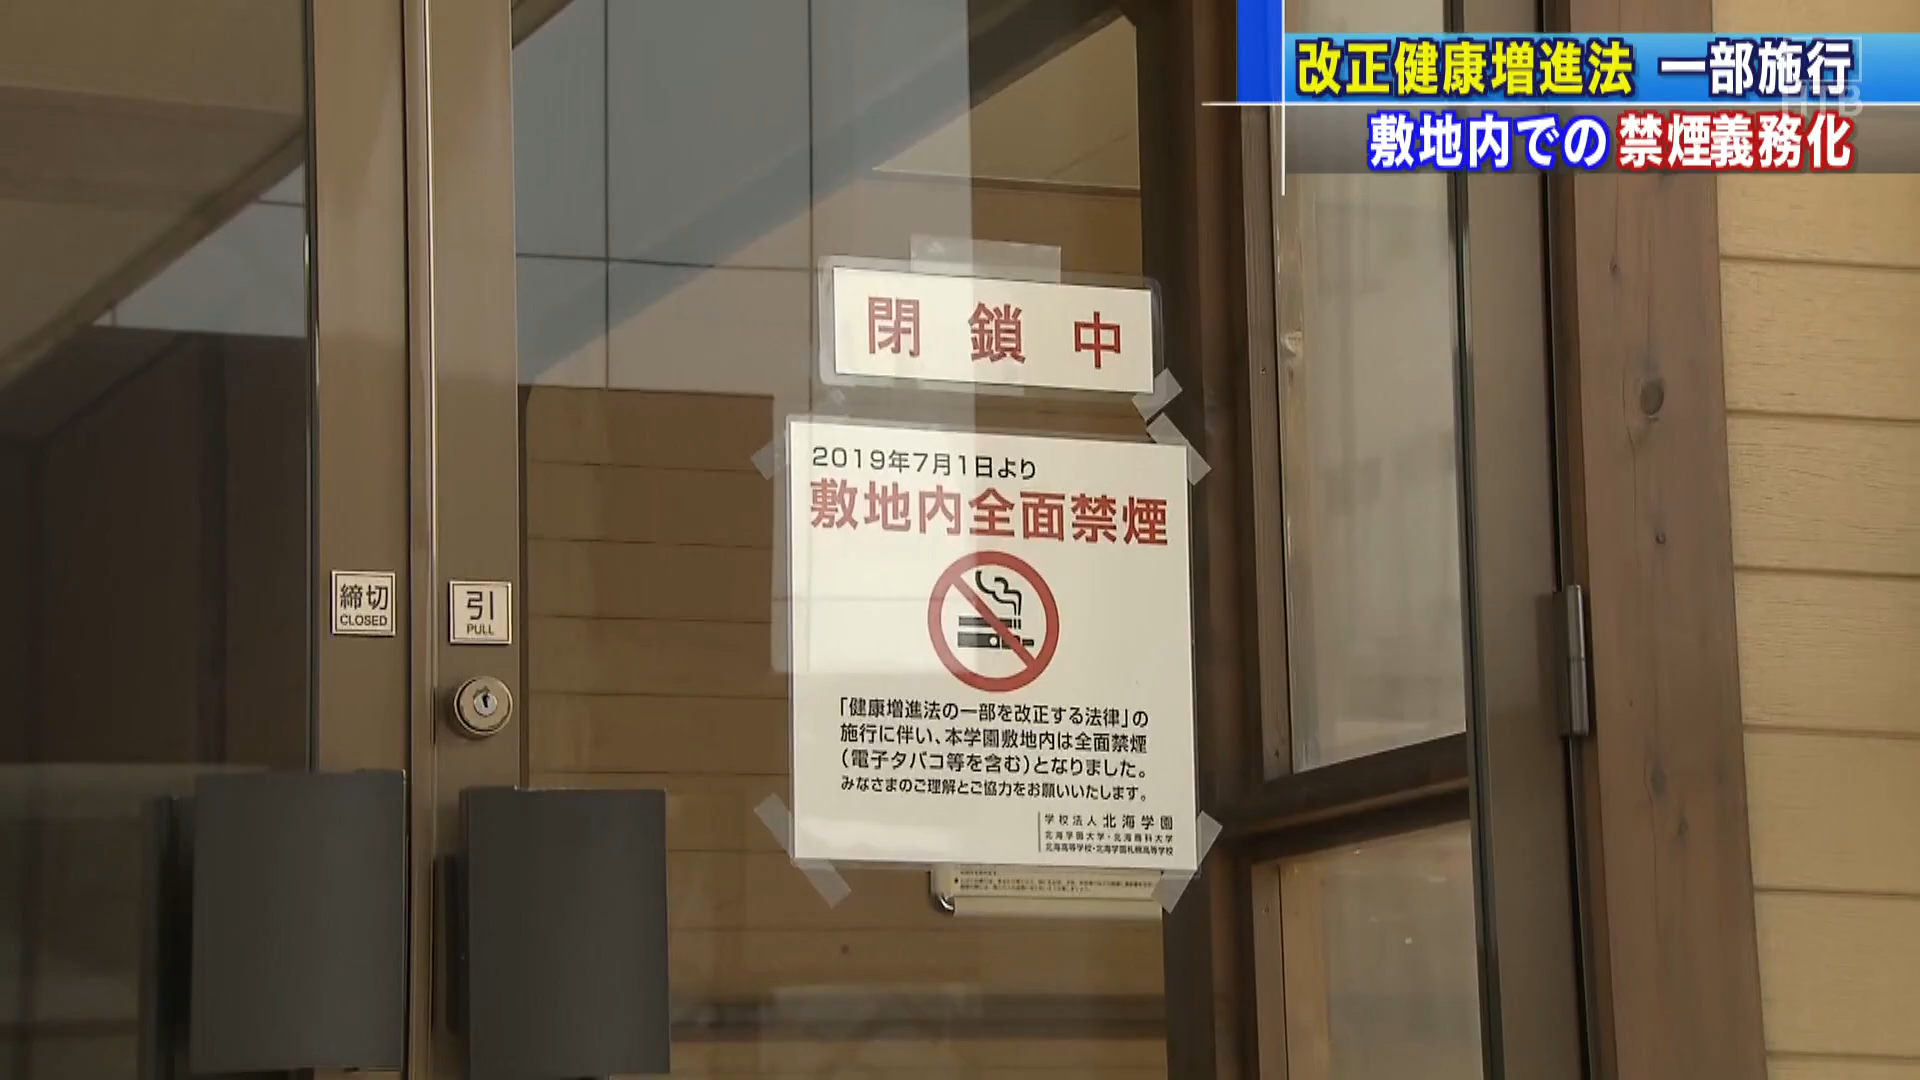 改正健康増進法 一部施行
HTB
敷地内での禁煙義務化
閉鎖中
2019年7月1日より
敷地内全面禁煙
「健康増進法の一部を改正する法律」の
施行に伴い、本学園敷地内は全面禁煙
(電子タバコ等を含む)となりました。
みなさまのご理解とご協力をお願いいたします。
学校法人 北海学園
北海学園大学・北海商科大学
北海高等学校・北海学園札幌高等学校
締切
CLOSED
引
PULL